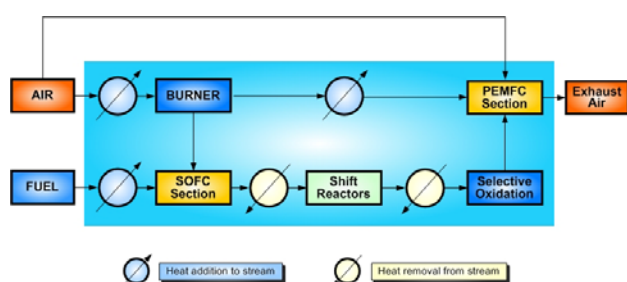 AIR
BURNER
PEMFC
Section
Exhaust
Air
FUEL
SOFC
Section
Shift
Reactors
Selective
Oxidation
Heat addition to stream
Heat removal from stream